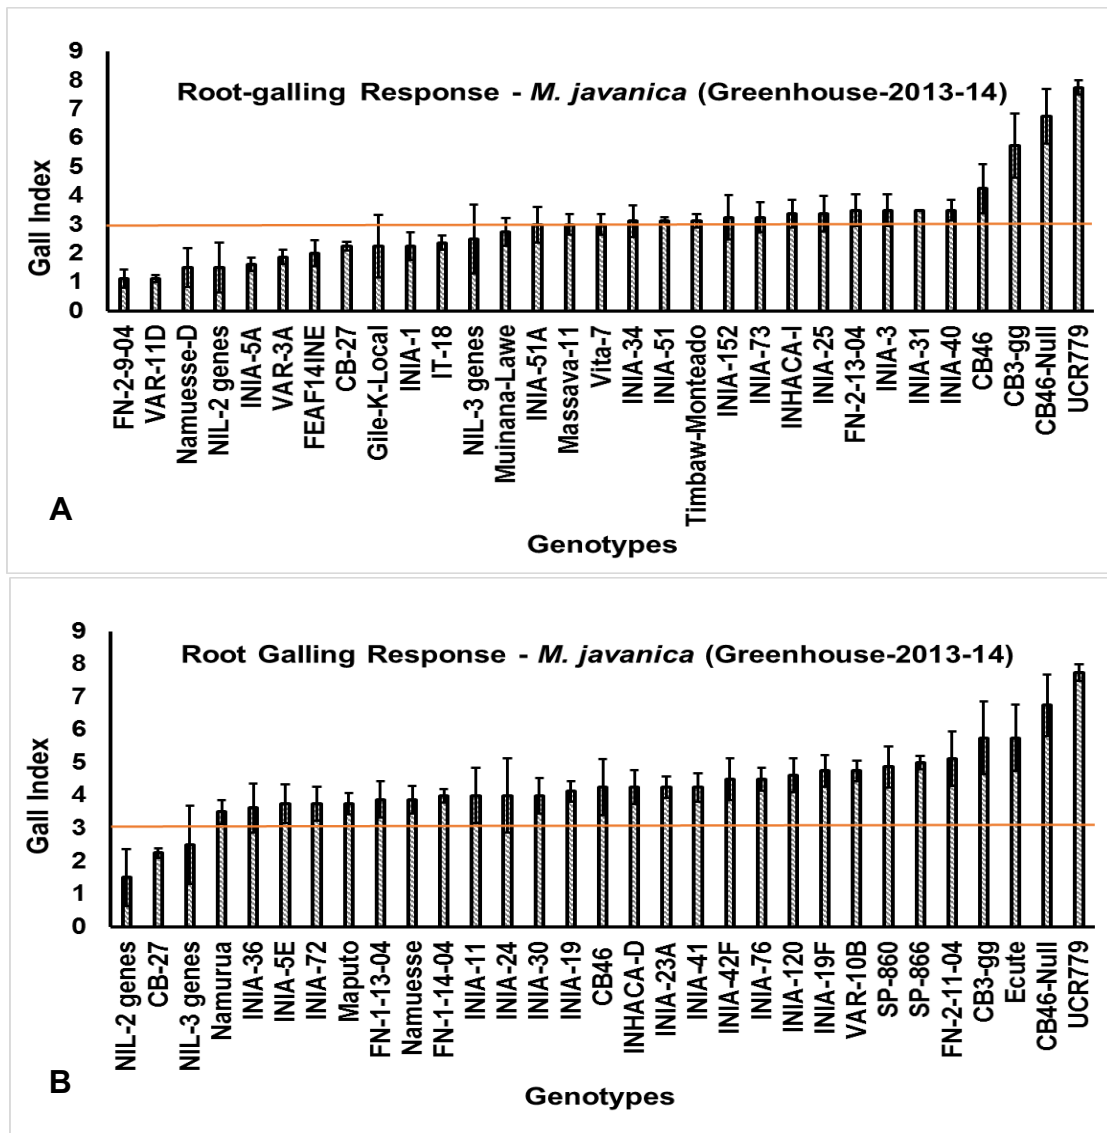 Root-galling Response - M. javanica (Greenhouse-2013-14)
Gall Index
9
8
7
6
5
4
3
2
1
0
FN-2-9-04
VAR-11D
Namuesse-D
NIL-2 genes
INIA-5A
VAR-3A
FEAF14INE
CB-27
Gile-K-Local
INIA-1
IT-18
NIL-3 genes
Muinana-Lawe
INIA-51A
Massava-11
Vita-7
INIA-34
INIA-51
Timbaw-Monteado
INIA-152
INIA-73
INHACA-I
INIA-25
FN-2-13-04
INIA-3
INIA-31
INIA-40
CB46
CB3-gg
CB46-Null
UCR779
A
Genotypes
Root Galling Response - M. javanica (Greenhouse-2013-14)
Gall Index
9
8
7
6
5
4
3
2
1
0
NIL-2 genes
CB-27
NIL-3 genes
Namurua
INIA-36
INIA-5E
INIA-72
Maputo
FN-1-13-04
Namuesse
FN-1-14-04
INIA-11
INIA-24
INIA-30
INIA-19
CB46
INHACA-D
INIA-23A
INIA-41
INIA-42F
INIA-76
INIA-120
INIA-19F
VAR-10B
SP-860
SP-866
FN-2-11-04
CB3-gg
Ecute
CB46-Null
UCR779
B
Genotypes